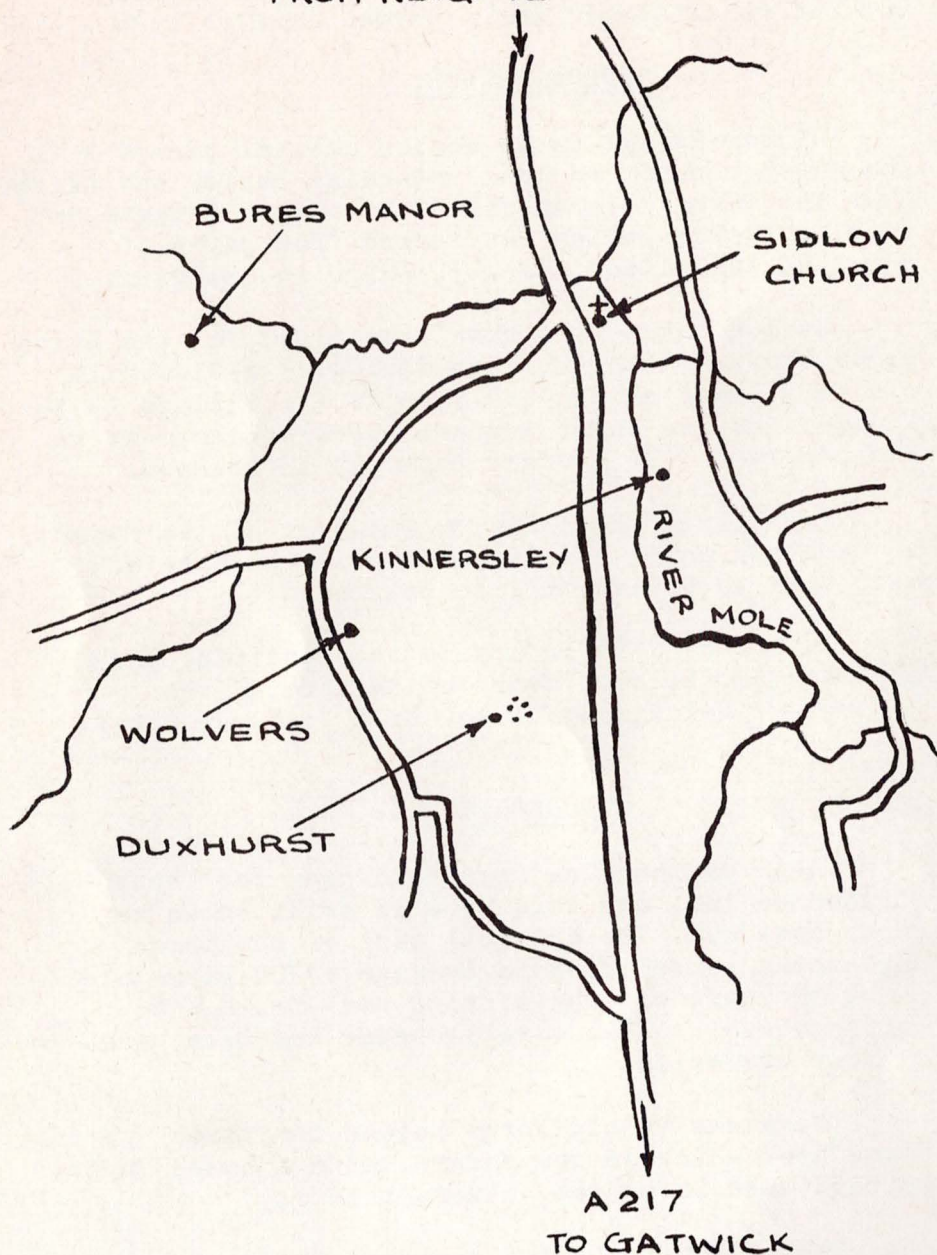 BURES MANOR
SIDLOW
CHURCH
KINNERSLEY
RIVER
MOLE
WOLVERS
DUXHURST
A 217
TO GATWICK